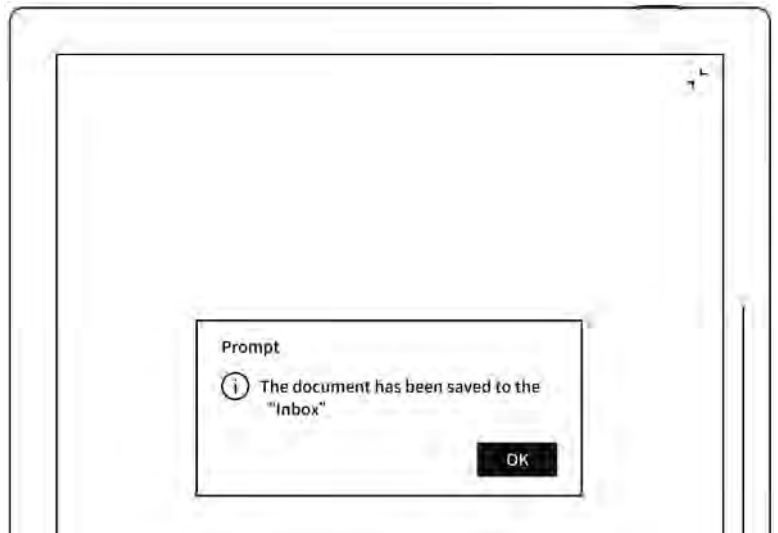 Prompt
The document has been saved to the
"Inbox"
OK